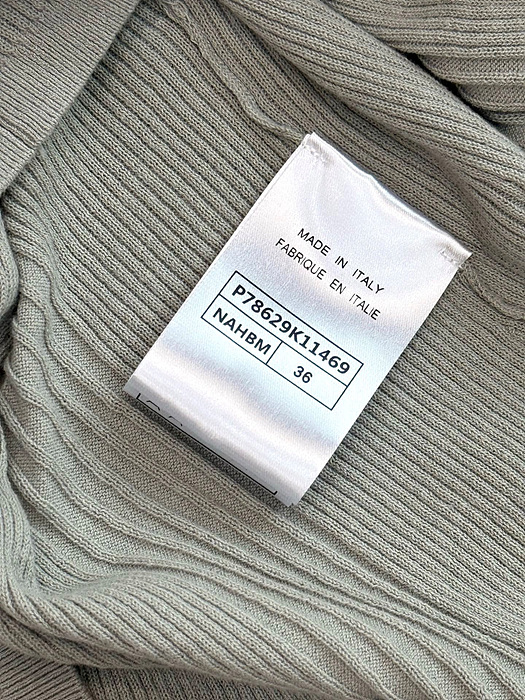 MADE IN ITALY
FABRIQUE EN ITALIE
P78629K11469
NAHBM 36